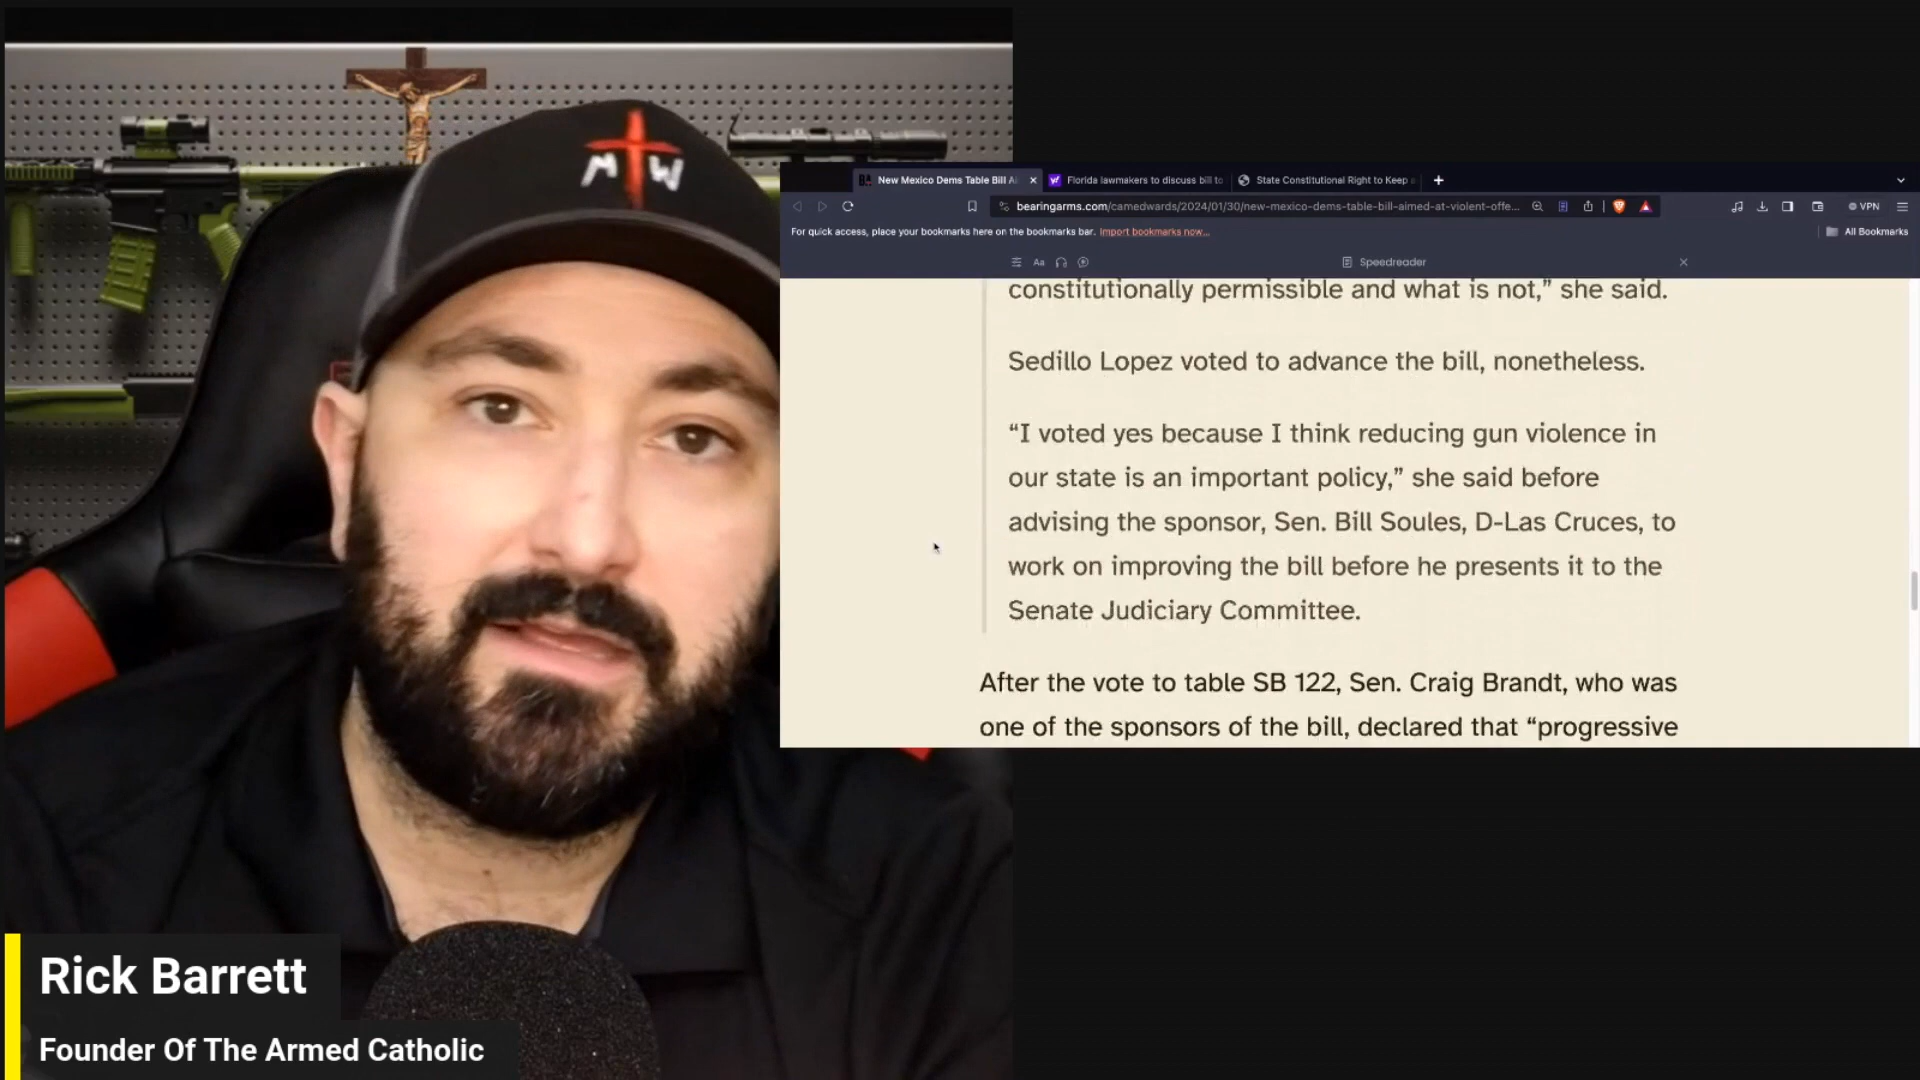 M W
New Mexico Dems Table Bill Ai
Florida lawmakers to discuss bill to
State Constitutional Right to Keep a
bearingarms.com/camedwards/2024/01/30/new-mexico-dems-table-bill-aimed-at-violent-offe...
VPN
For quick access, place your bookmarks here on the bookmarks bar. Import bookmarks now...
All Bookmarks
Aa
Speedreader
constitutionally permissible and what is not,” she said.
Sedillo Lopez voted to advance the bill, nonetheless.
“I voted yes because I think reducing gun violence in
our state is an important policy,” she said before
advising the sponsor, Sen. Bill Soules, D-Las Cruces, to
work on improving the bill before he presents it to the
Senate Judiciary Committee.
After the vote to table SB 122, Sen. Craig Brandt, who was
one of the sponsors of the bill, declared that “progressive
Rick Barrett
Founder Of The Armed Catholic